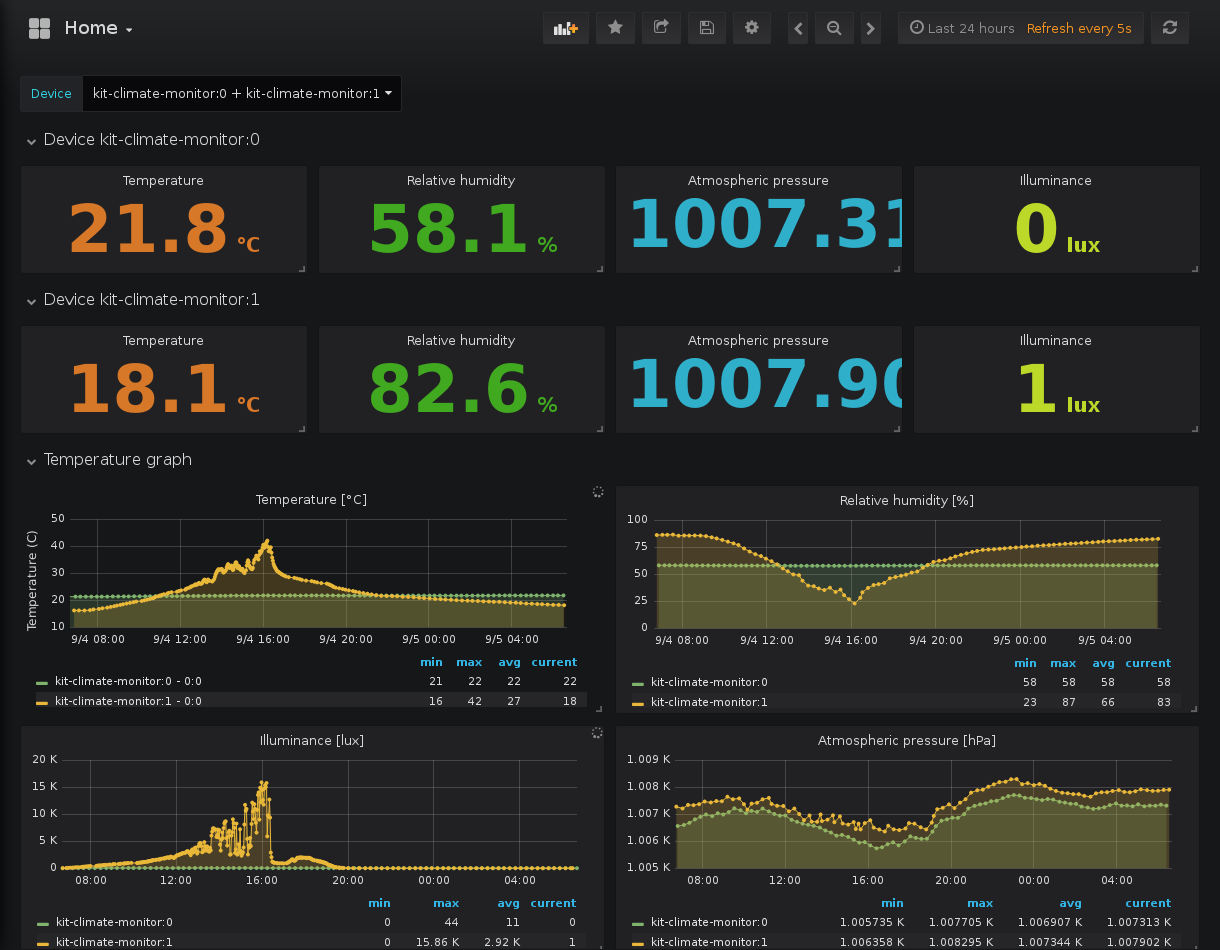 Home
Last 24 hours Refresh every 5s
Device kit-climate-monitor:0 + kit-climate-monitor:1
Device kit-climate-monitor:0
Temperature Relative humidity Atmospheric pressure Illuminance
21.8 °C 58.1 % 1007.31 0 lux
Device kit-climate-monitor:1
Temperature Relative humidity Atmospheric pressure Illuminance
18.1 °C 82.6 % 1007.90 1 lux
Temperature graph
Temperature [°C]
Temperature (C)
50
40
30
20
10
9/4 08:00 9/4 12:00 9/4 16:00 9/4 20:00 9/5 00:00 9/5 04:00
min max avg current
kit-climate-monitor:0 - 0:0 21 22 22 22
kit-climate-monitor:1 - 0:0 16 42 27 18
Relative humidity [%]
100
75
50
25
0
9/4 08:00 9/4 12:00 9/4 16:00 9/4 20:00 9/5 00:00 9/5 04:00
min max avg current
kit-climate-monitor:0 58 58 58 58
kit-climate-monitor:1 23 87 66 83
Illuminance [lux]
20 K
15 K
10 K
5 K
0
08:00 12:00 16:00 20:00 00:00 04:00
min max avg current
kit-climate-monitor:0 0 44 11 0
kit-climate-monitor:1 0 15.86 K 2.92 K 1
Atmospheric pressure [hPa]
1.009 K
1.008 K
1.007 K
1.006 K
1.005 K
08:00 12:00 16:00 20:00 00:00 04:00
min max avg current
kit-climate-monitor:0 1.005735 K 1.007705 K 1.006907 K 1.007313 K
kit-climate-monitor:1 1.006358 K 1.008295 K 1.007344 K 1.007902 K